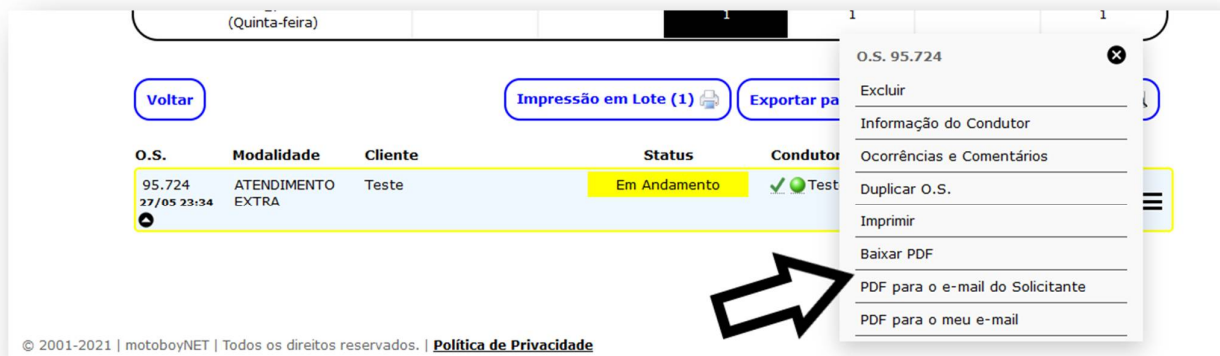 (Quinta-feira)
1
1
1
Voltar
Impressão em Lote (1)
Exportar pa
O.S. Modalidade Cliente Status Condutor
95.724 ATENDIMENTO Teste Em Andamento Teste
27/05 23:34 EXTRA
O.S. 95.724
Excluir
Informação do Condutor
Ocorrências e Comentários
Duplicar O.S.
Imprimir
Baixar PDF
PDF para o e-mail do Solicitante
PDF para o meu e-mail
© 2001-2021 | motoboyNET | Todos os direitos reservados. | Política de Privacidade